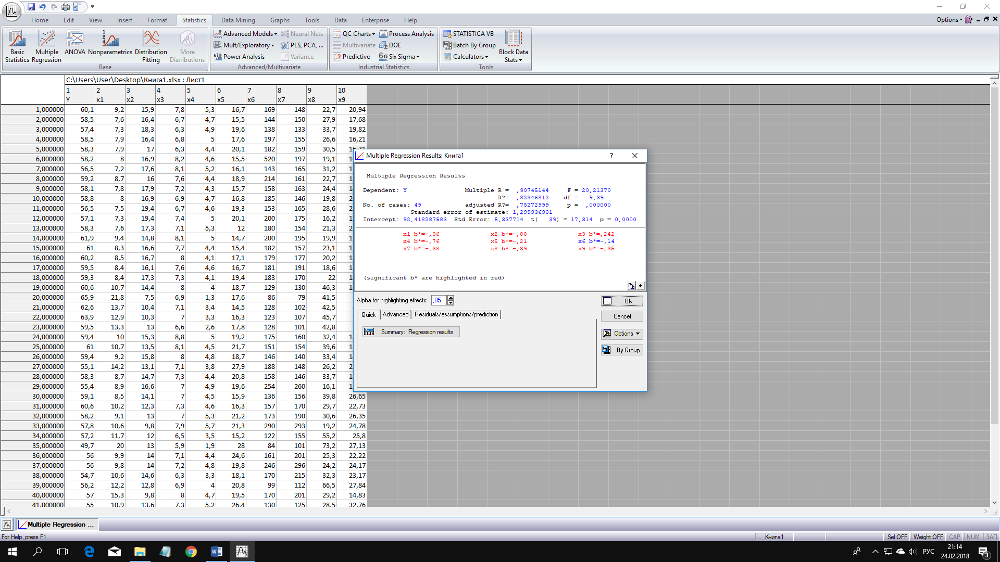 Home Edit View Insert Format Statistics Data Mining Graphs Tools Data Enterprise Help Options
Basic Statistics
Multiple Regression
ANOVA
Nonparametrics
Distribution Fitting
More Distributions
Base
Advanced Models Neural Nets
Mult/Exploratory PLS, PCA, ...
Power Analysis Variance
Advanced/Multivariate
QC Charts Process Analysis
Multivariate DOE
Predictive Six Sigma
Industrial Statistics
STATISTICA VB
Batch By Group
Calculators
Block Data Stats
Tools
C:\Users\User\Desktop\Книга1.xlsx : Лист1
1 2 3 4 5 6 7 8 9 10
Y x1 x2 x3 x4 x5 x6 x7 x8 x9
1,000000 60,1 9,2 15,9 7,8 5,3 16,7 169 148 22,7 20,94
2,000000 58,5 7,6 16,4 6,7 4,7 15,5 144 150 27,9 17,68
3,000000 57,4 7,3 18,3 6,3 4,9 19,6 138 133 33,7 19,82
4,000000 58,5 7,9 16,4 6,8 5 17,6 197 155 26,6 16,21
5,000000 58,3 7,9 17 6,3 4,4 20,1 182 159 30,5
6,000000 58,2 8 16,9 8,2 4,6 15,5 520 197 19,1
7,000000 56,5 7,2 17,6 8,1 5,2 16,1 143 165 31,2
8,000000 59,2 8,7 16 7,6 4,4 18,9 214 161 22,7
9,000000 58,1 7,8 17,9 7,2 4,3 15,7 158 163 24,4
10,000000 58,8 8 16,9 6,9 4,7 16,8 185 146 19,8
11,000000 56,5 7,5 19,4 6,7 4,6 19,3 153 165 28,6
12,000000 57,1 7,3 19,4 7,4 5 20,1 200 175 16,2
13,000000 58,3 7,6 17,3 7,1 5,3 12 180 154 21,3
14,000000 61,9 9,4 14,8 8,1 5 14,7 200 195 19,9
15,000000 61 8,3 16,6 7,7 4,4 15,4 182 157 23,1
16,000000 60,2 8,5 16,7 8 4,1 17,1 179 177 20,2
17,000000 59,5 8,4 16,1 7,6 4,6 16,7 181 191 18,6
18,000000 59,3 8,4 17,3 7,3 4,1 19,4 183 170 22
19,000000 60,6 10,7 14,4 8 4 18,7 129 130 46,3
20,000000 65,9 21,8 7,5 6,9 1,3 17,6 86 79 41,5
21,000000 62,6 13,7 10,4 7,1 3,4 14,5 128 102 42,5
22,000000 63,9 12,9 10,3 7 3,3 16,3 123 107 45,7
23,000000 59,5 13,3 13 6,6 2,6 17,8 128 101 42,8
24,000000 59,4 10 15,3 8,8 5 19,2 175 160 32,4
25,000000 61 10,7 13,5 8,1 4,5 21,7 151 154 39,6
26,000000 59,4 9,2 15,8 8 4,8 18,7 146 140 33,4
27,000000 55,1 14,2 13,1 7,1 3,8 27,9 188 148 26,2
28,000000 58,3 8,7 14,7 7,3 4,4 20,8 158 146 33,7
29,000000 55,4 8,9 16,6 7 4,9 19,6 254 260 16,1
30,000000 59,1 8,5 14,1 7 4,5 15,9 136 156 39,8 26,65
31,000000 60,6 10,2 12,3 7,3 4,6 16,3 157 170 29,7 22,73
32,000000 58,2 9,1 13 7 5,3 21,2 173 190 30,6 26,35
33,000000 57,8 10,6 9,8 7,9 5,7 21,3 290 293 19,2 24,78
34,000000 57,2 11,7 12 6,5 3,5 15,2 122 155 55,2 25,8
35,000000 49,7 20 13 5,9 1,9 28 84 101 73,2 27,13
36,000000 56 9,9 14 7,1 4,4 24,6 161 201 25,3 22,22
37,000000 56 9,8 14 7,2 4,8 19,8 246 296 24,2 24,17
38,000000 54,7 10,6 14,6 6,3 3,3 18,1 170 215 32,3 23,17
39,000000 56,2 12,2 12,8 6,9 4 20,8 99 112 66,5 27,84
40,000000 57 15,3 9,8 8 4,7 19,5 170 201 29,2 14,83
41,000000 55 10,9 13,6 7,3 5,2 26,4 130 125 28,5 32,76
Multiple Regression Results: Книга1
?
Multiple Regression Results
Dependent: Y Multiple R = ,90745144 F = 20,21370
R?= ,82346812 df = 9,39
No. of cases: 49 adjusted R?= ,78272999 p = ,000000
Standard error of estimate: 1,299936901
Intercept: 92,418287583 Std.Error: 5,337714 t( 39) = 17,314 p = 0,0000
x1 b*=-,86 x2 b*=-,88 x3 b*=,242
x4 b*=-,76 x5 b*=-,21 x6 b*=-,14
x7 b*=-,38 x8 b*=-,39 x9 b*=-,35
(significant b* are highlighted in red)
Alpha for highlighting effects: ,05
OK
Cancel
Options
By Group
Quick Advanced Residuals/assumptions/prediction
Summary: Regression results
Multiple Regression ...
For Help, press F1
Книга1 Sel:OFF Weight:OFF CAP NUM ЗАП
РУС
21:14
24.02.2018
3